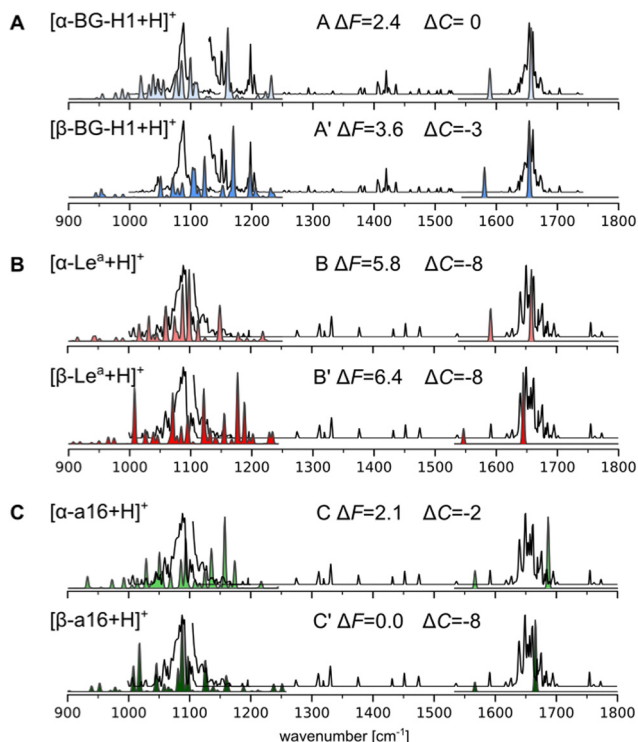 A [α-BG-H1+H]⁺ A ΔF=2.4 ΔC= 0
[β-BG-H1+H]⁺ A' ΔF=3.6 ΔC=-3
900 1000 1100 1200 1300 1400 1500 1600 1700 1800
B [α-Leᵃ+H]⁺ B ΔF=5.8 ΔC=-8
[β-Leᵃ+H]⁺ B' ΔF=6.4 ΔC=-8
900 1000 1100 1200 1300 1400 1500 1600 1700 1800
C [α-a16+H]⁺ C ΔF=2.1 ΔC=-2
[β-a16+H]⁺ C' ΔF=0.0 ΔC=-8
900 1000 1100 1200 1300 1400 1500 1600 1700 1800
wavenumber [cm⁻¹]